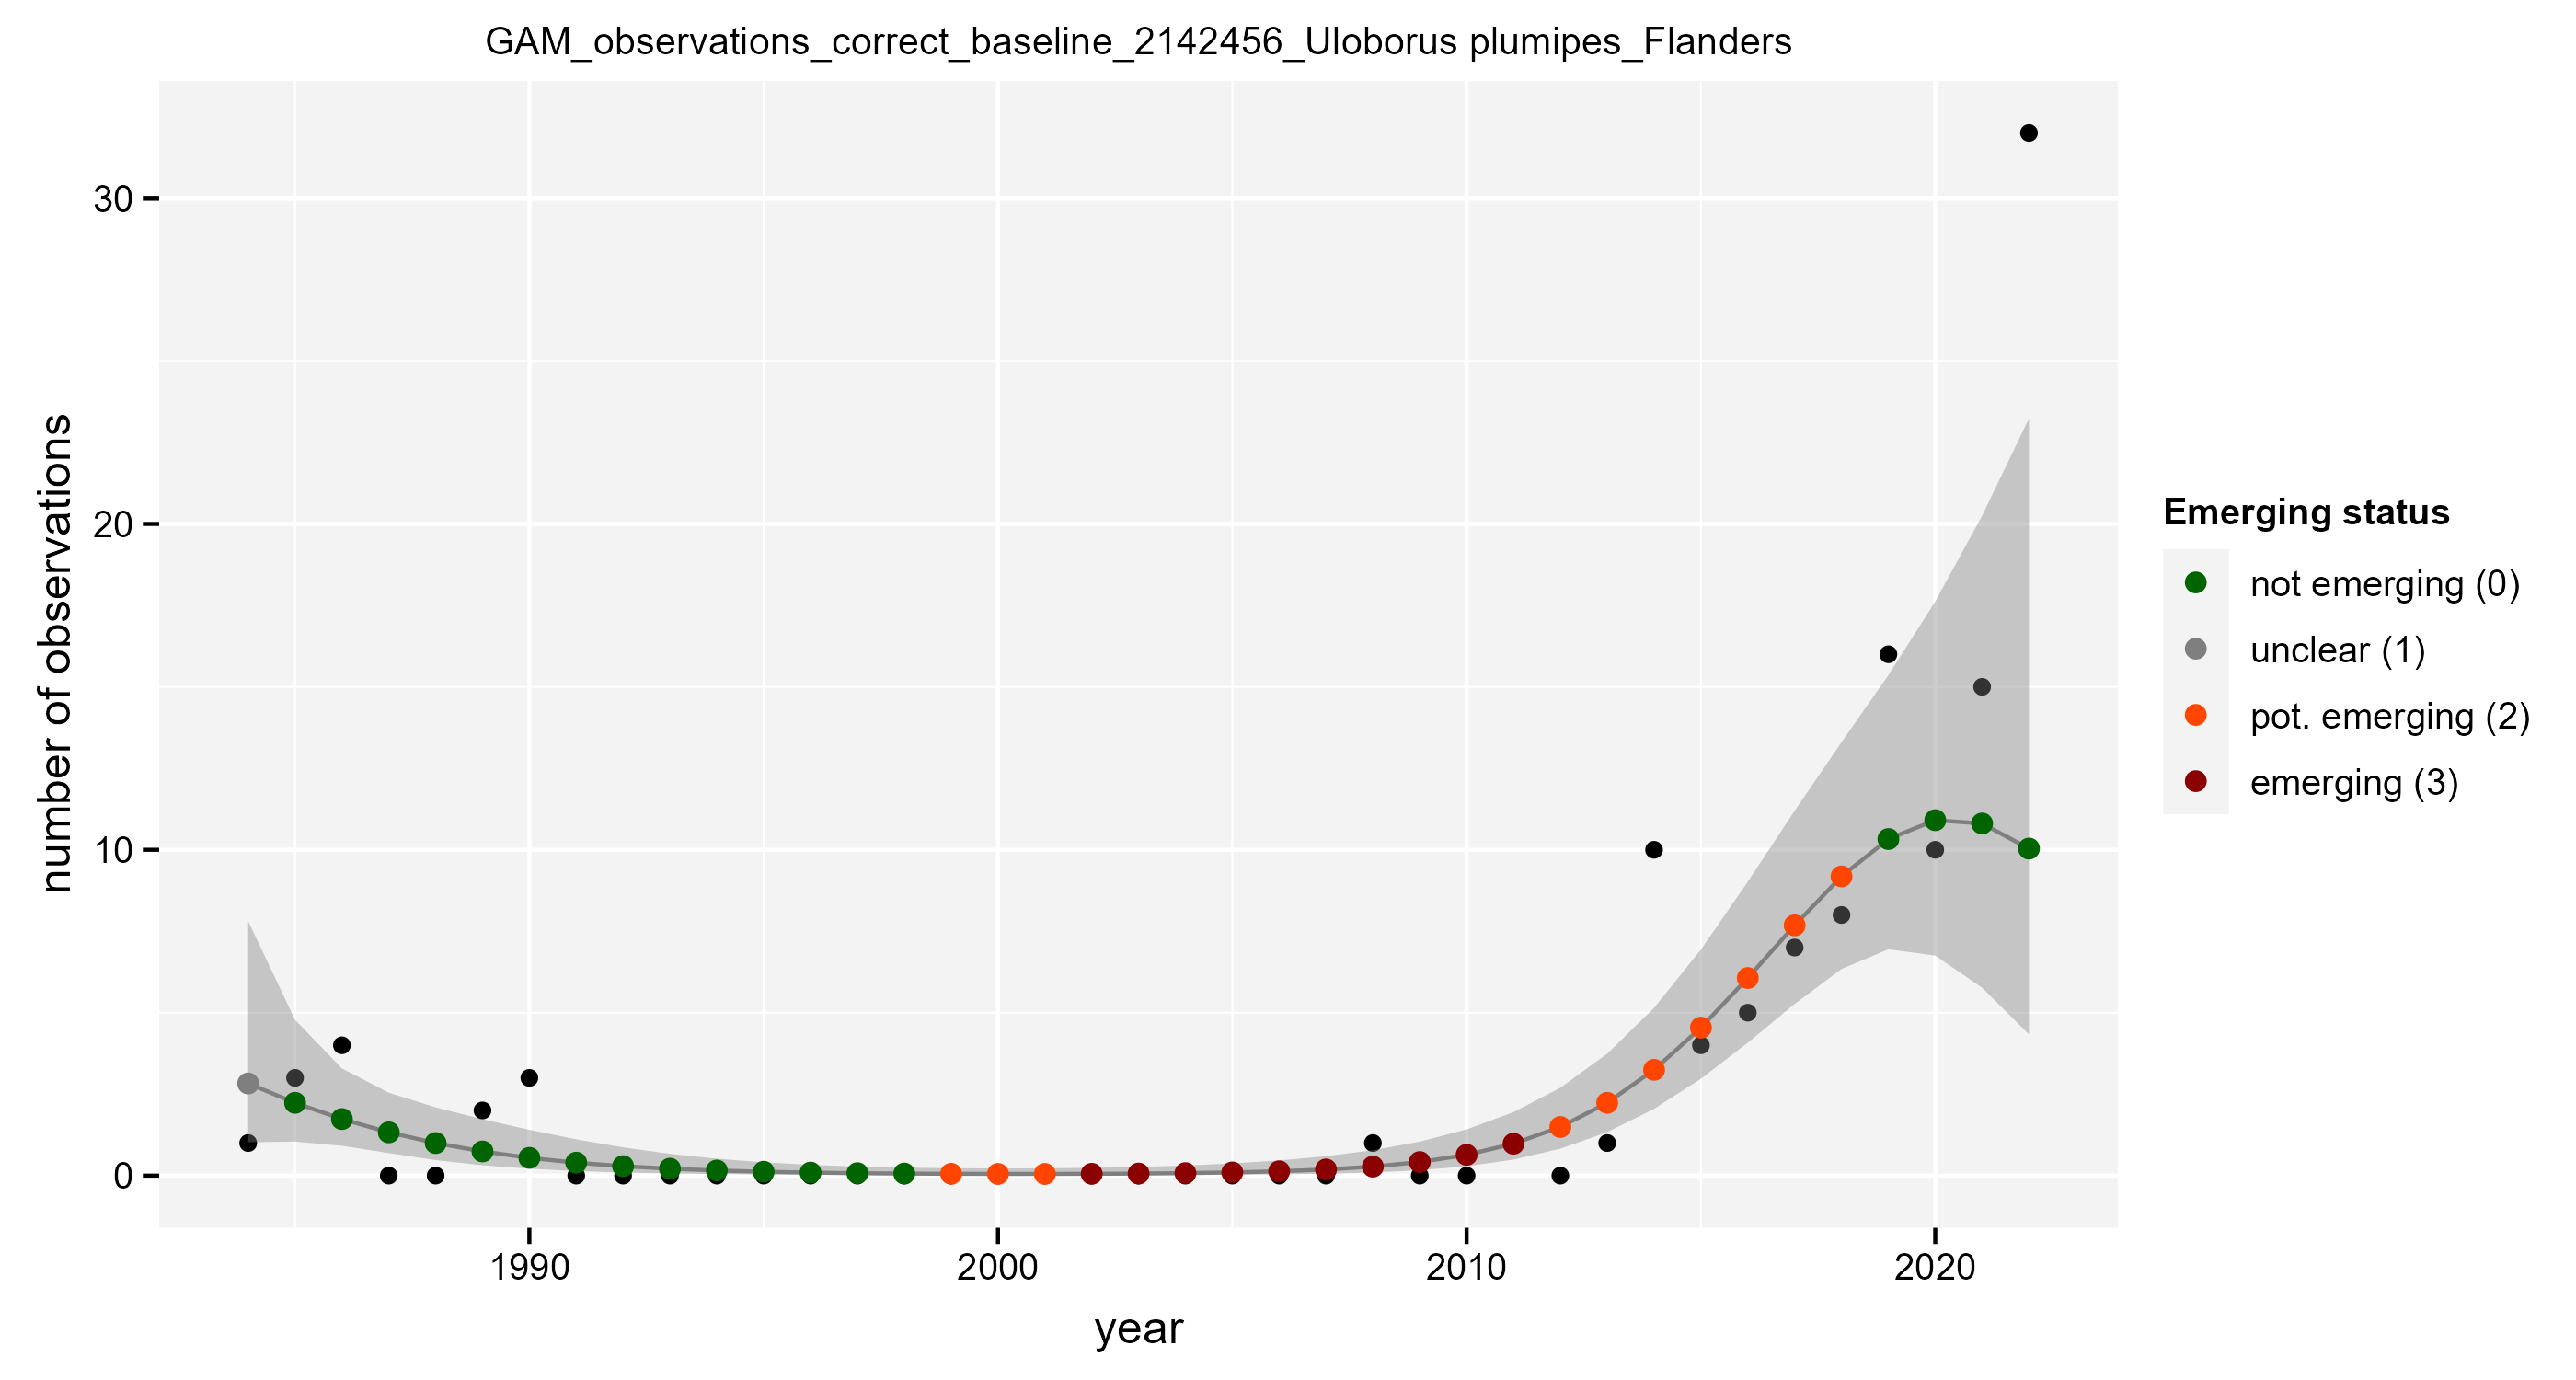 GAM_observations_correct_baseline_2142456_Uloborus plumipes_Flanders
number of observations
30
20
10
0
1990
2000
2010
2020
year
Emerging status
not emerging (0)
unclear (1)
pot. emerging (2)
emerging (3)